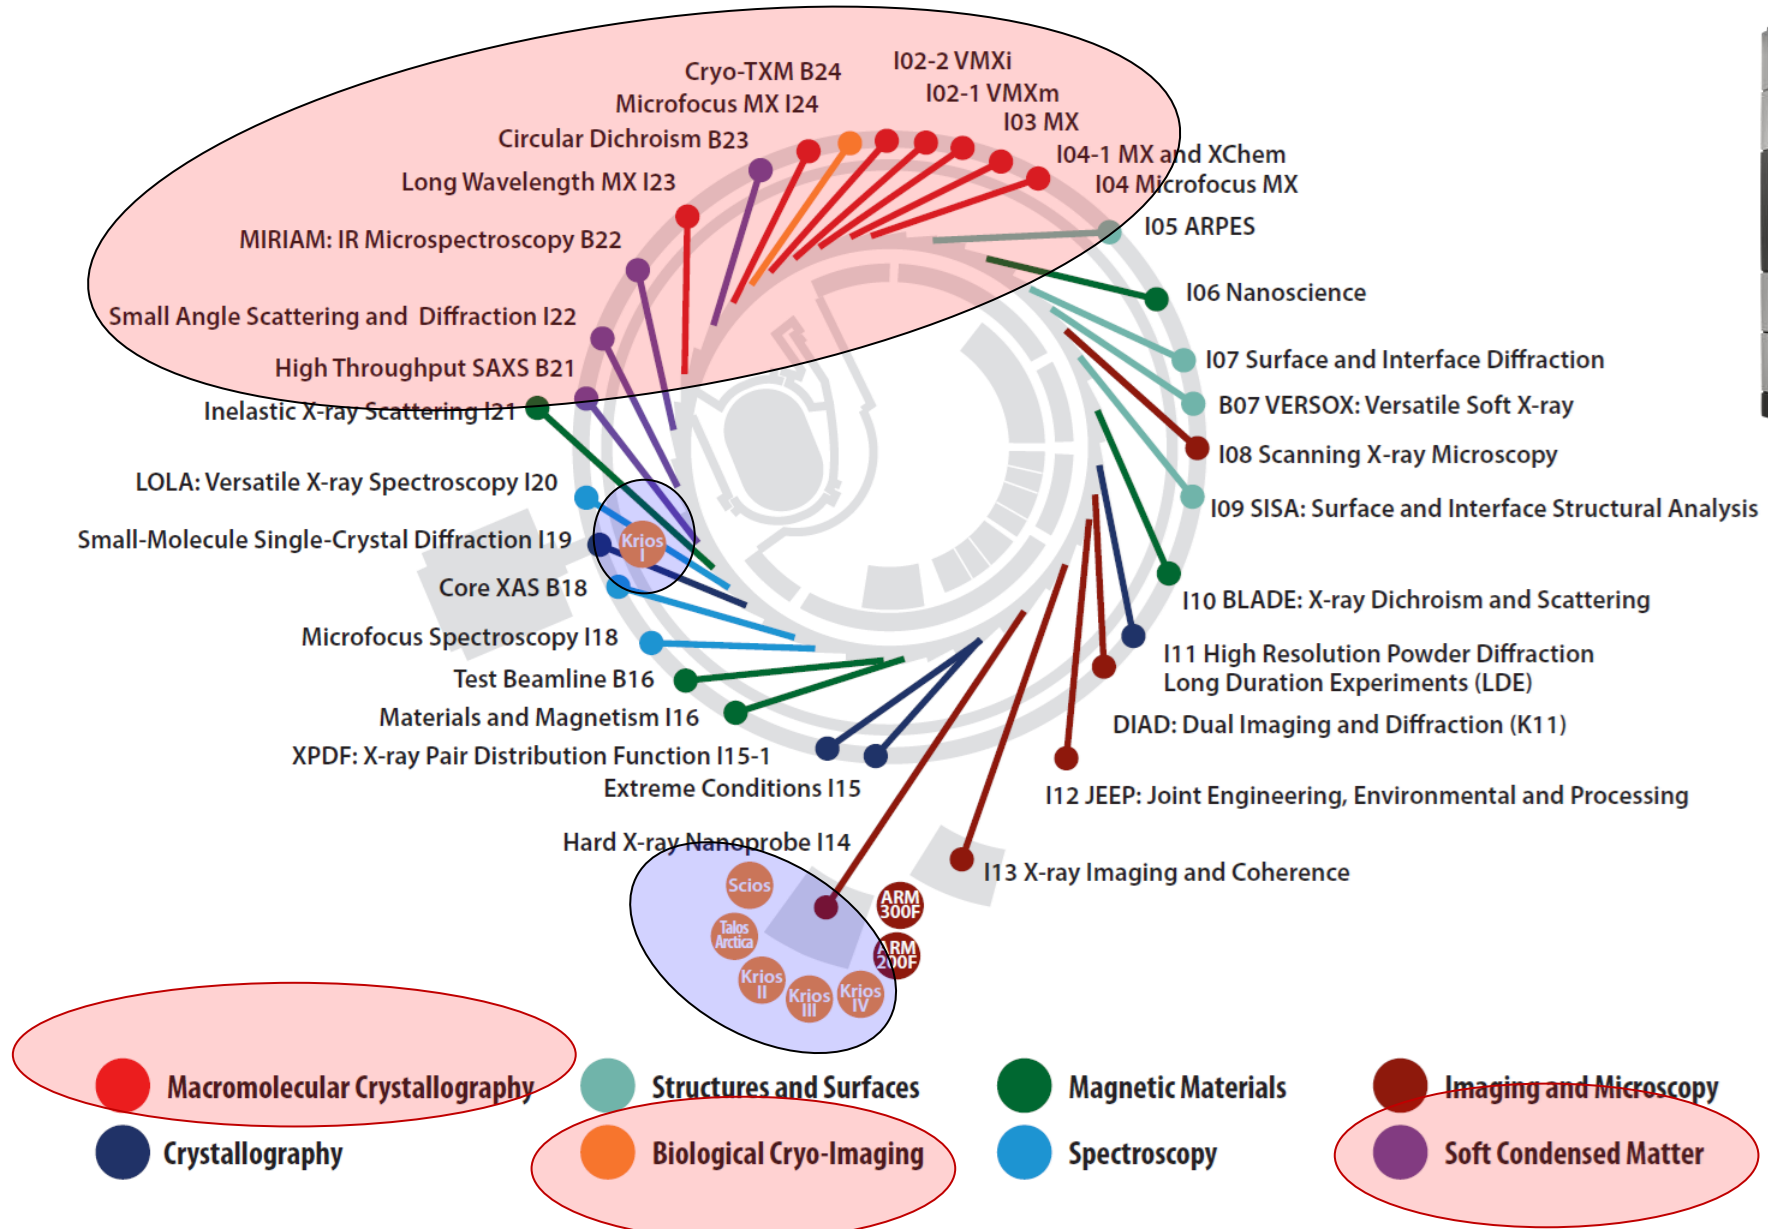 Cryo-TXM B24
I02-2 VMXi
Microfocus MX I24
I02-1 VMXm
Circular Dichroism B23
I03 MX
Long Wavelength MX I23
I04-1 MX and XChem
I04 Microfocus MX
MIRIAM: IR Microspectroscopy B22
I05 ARPES
Small Angle Scattering and Diffraction I22
I06 Nanoscience
High Throughput SAXS B21
I07 Surface and Interface Diffraction
Inelastic X-ray Scattering I21
B07 VERSOX: Versatile Soft X-ray
I08 Scanning X-ray Microscopy
LOLA: Versatile X-ray Spectroscopy I20
I09 SISA: Surface and Interface Structural Analysis
Small-Molecule Single-Crystal Diffraction I19
Krios
I
Core XAS B18
I10 BLADE: X-ray Dichroism and Scattering
Microfocus Spectroscopy I18
I11 High Resolution Powder Diffraction
Long Duration Experiments (LDE)
Test Beamline B16
Materials and Magnetism I16
DIAD: Dual Imaging and Diffraction (K11)
XPDF: X-ray Pair Distribution Function I15-1
Extreme Conditions I15
I12 JEEP: Joint Engineering, Environmental and Processing
Hard X-ray Nanoprobe I14
I13 X-ray Imaging and Coherence
Scios
ARM
300F
Talos
Arctica
ARM
200F
Krios
II
Krios
III
Krios
IV
Macromolecular Crystallography
Structures and Surfaces
Magnetic Materials
Imaging and Microscopy
Crystallography
Biological Cryo-Imaging
Spectroscopy
Soft Condensed Matter